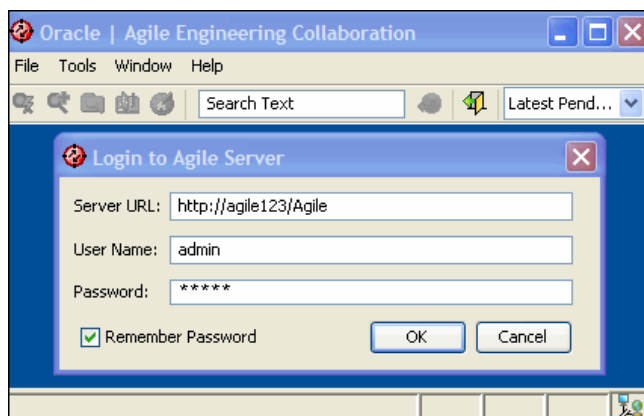 Oracle | Agile Engineering Collaboration
File Tools Window Help
Search Text Latest Pend...
Login to Agile Server
Server URL: http://agile123/Agile
User Name: admin
Password: *****
Remember Password OK Cancel